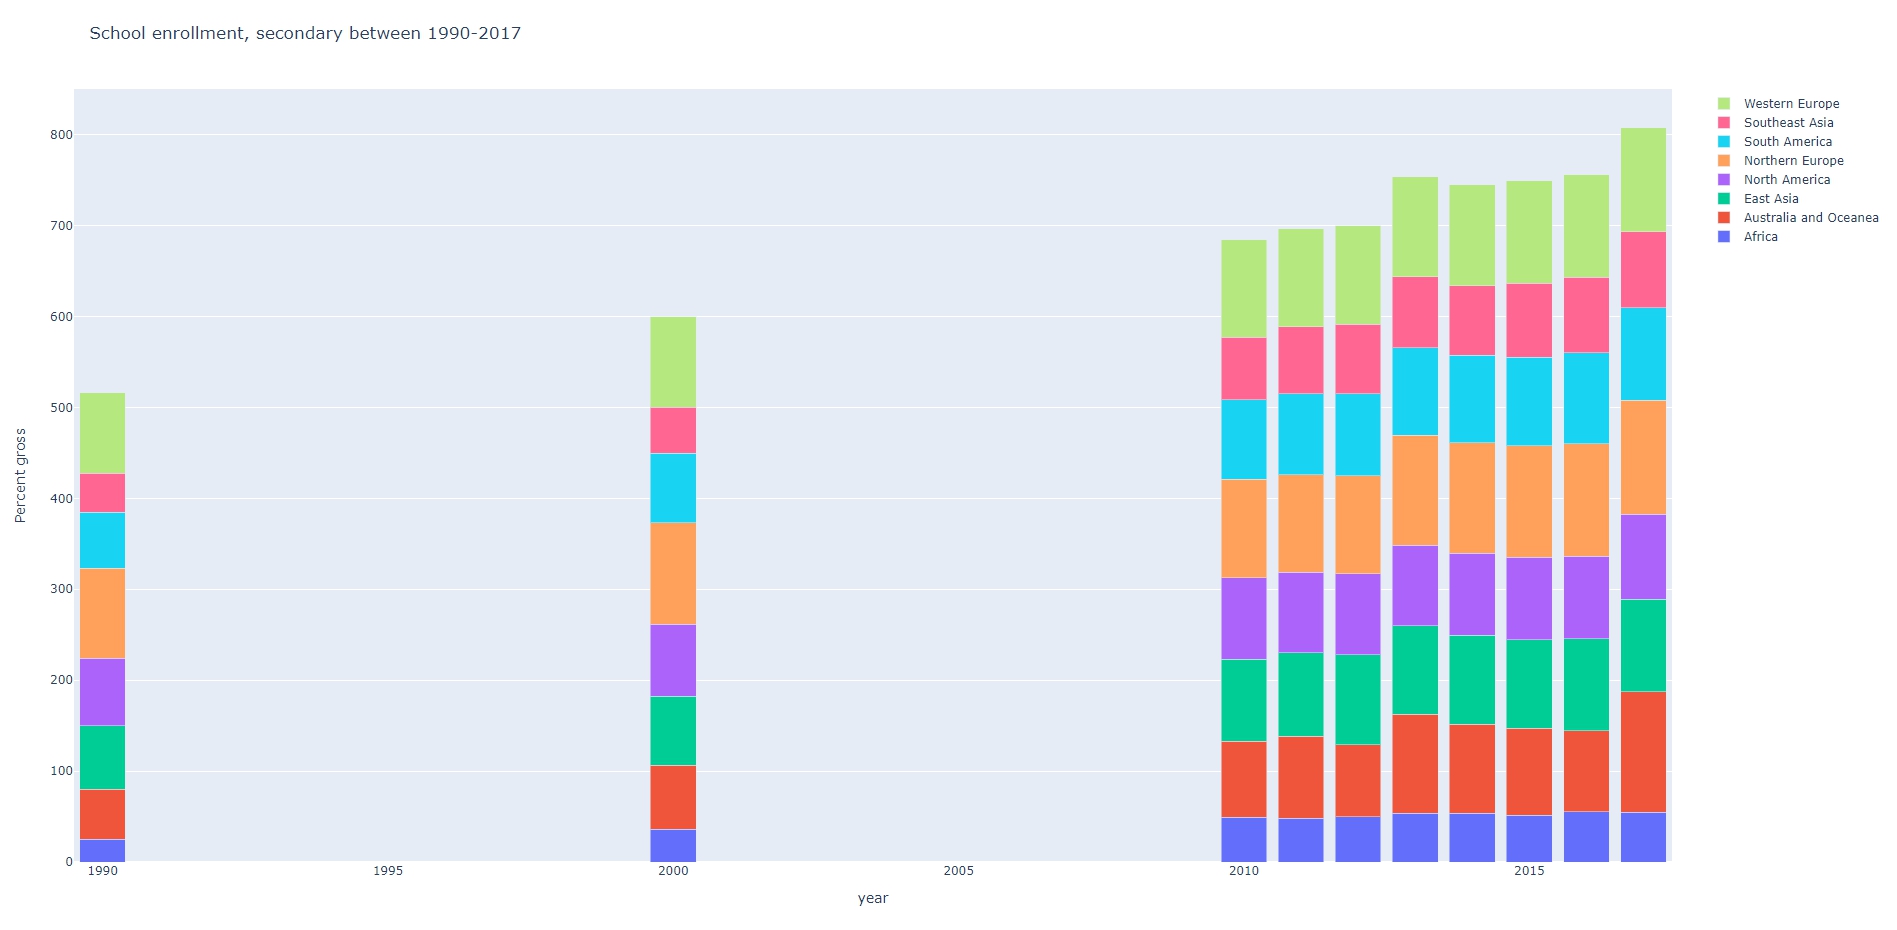 School enrollment, secondary between 1990-2017
Western Europe
Southeast Asia
South America
Northern Europe
North America
East Asia
Australia and Oceanea
Africa
Percent gross
800
700
600
500
400
300
200
100
0
1990 1995 2000 2005 2010 2015
year